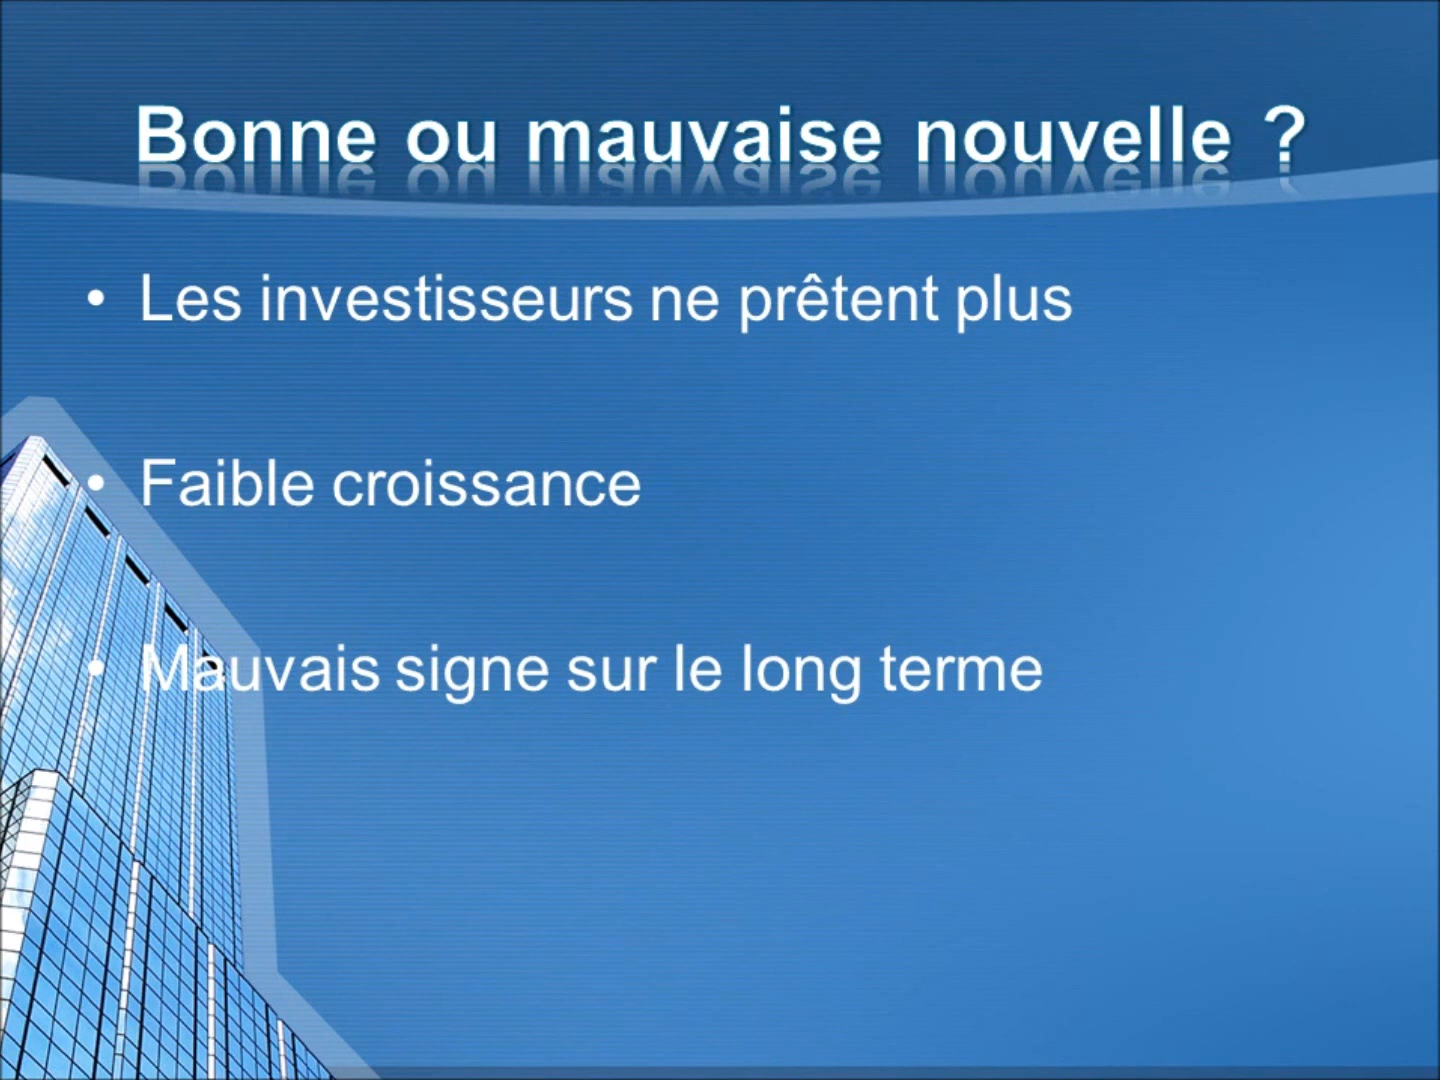 Bonne ou mauvaise nouvelle ?
• Les investisseurs ne prêtent plus
• Faible croissance
• Mauvais signe sur le long terme